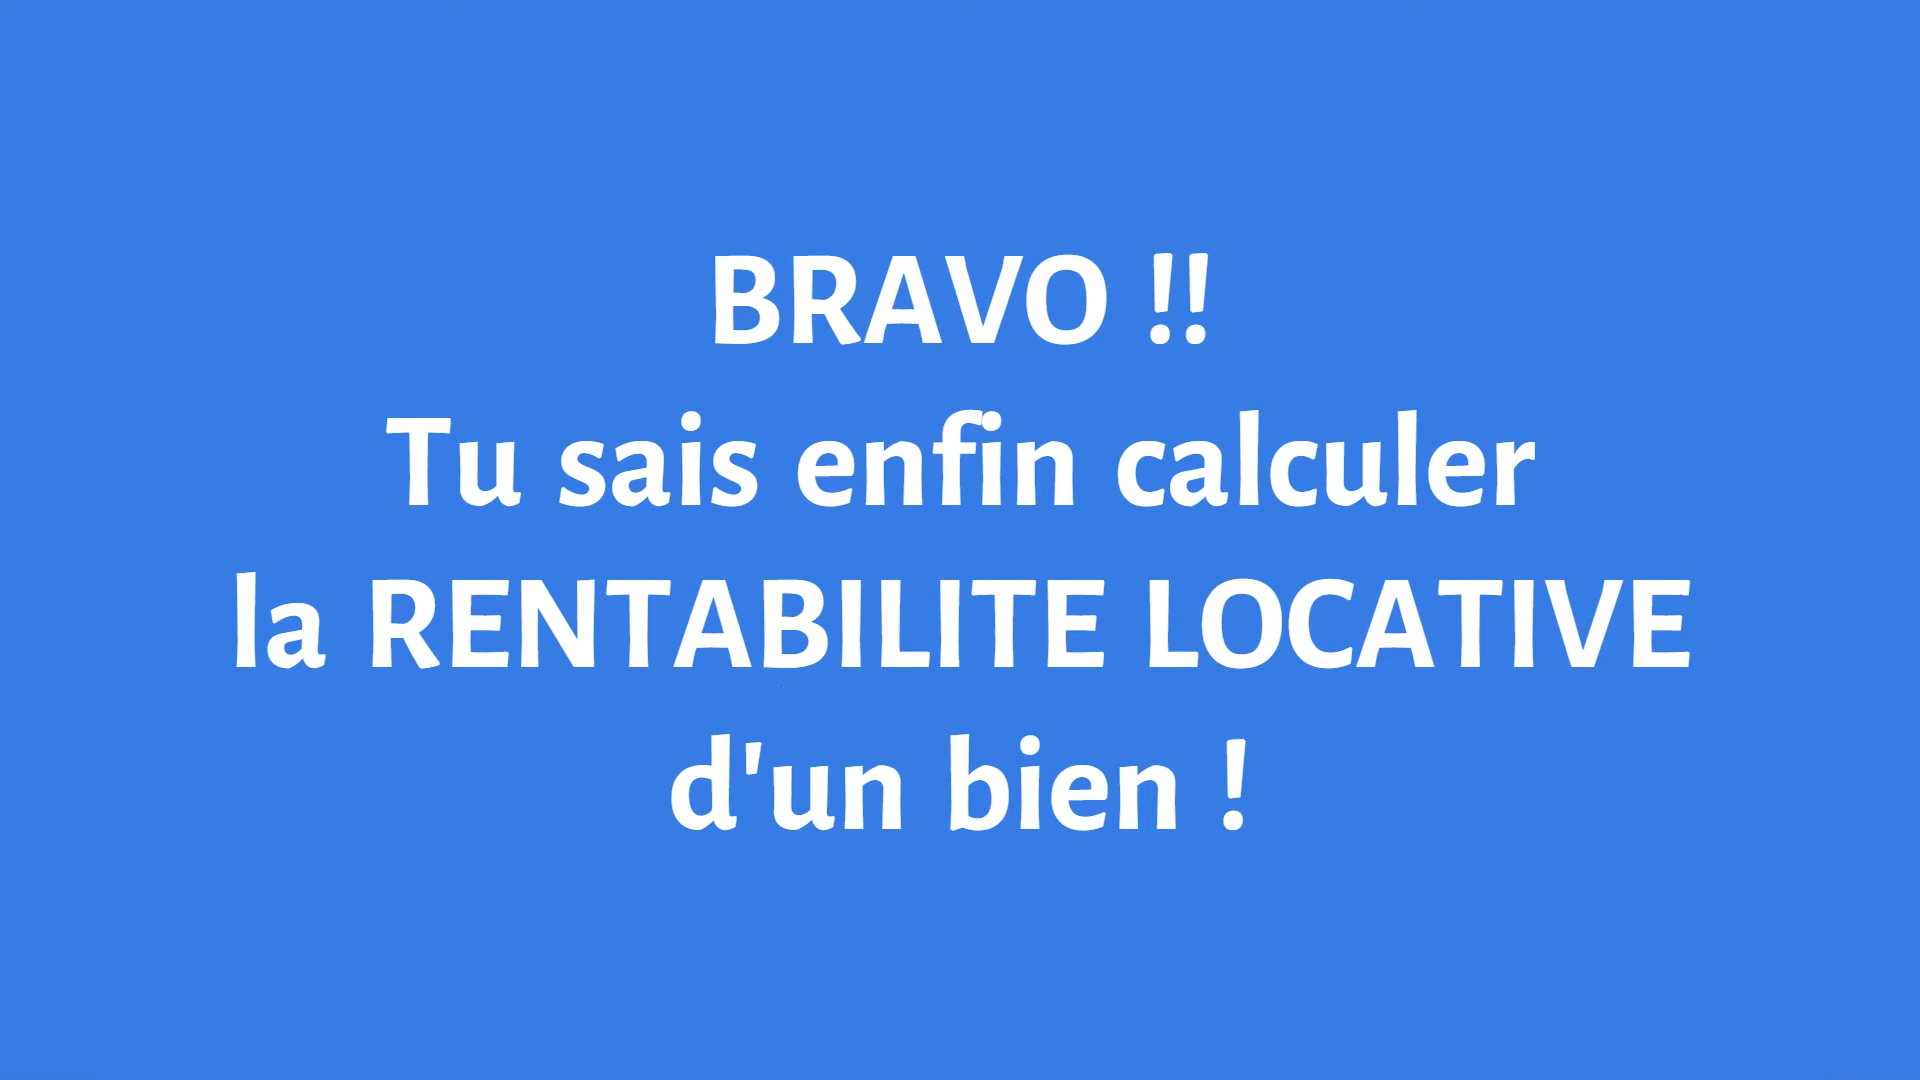 BRAVO !!
Tu sais enfin calculer
la RENTABILITE LOCATIVE
d'un bien !